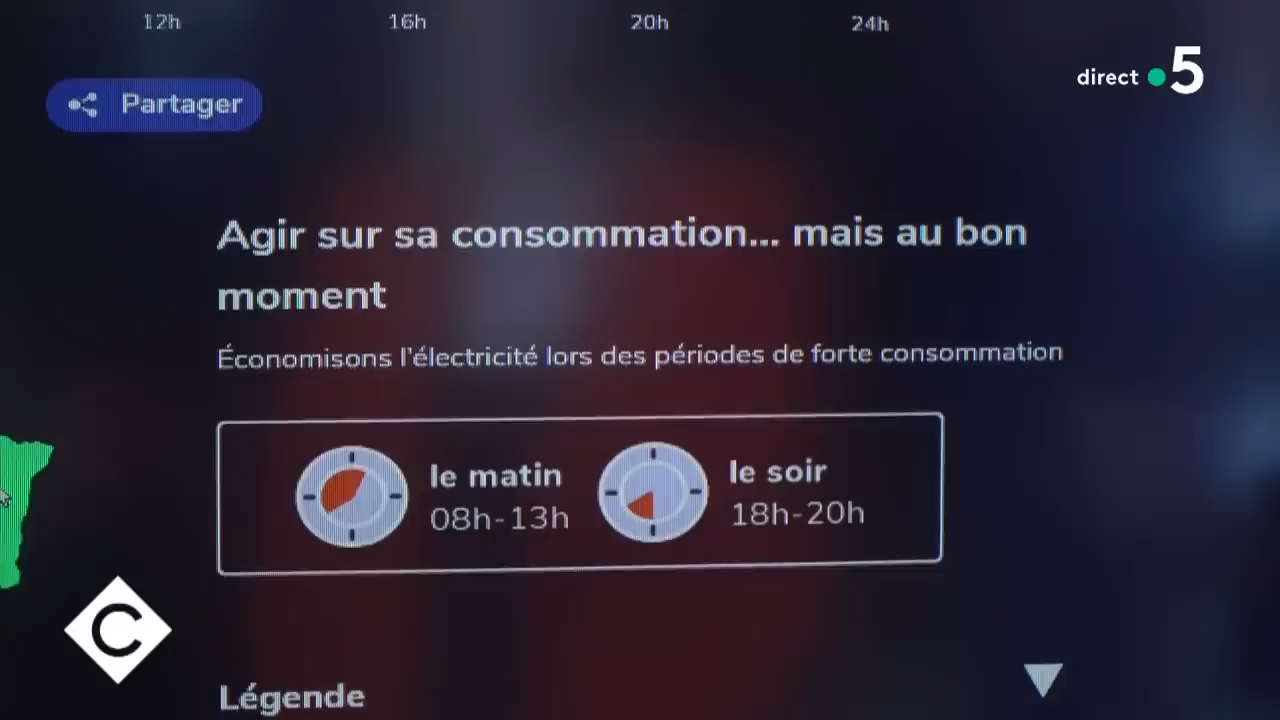 12h 16h 20h 24h
direct 5
Partager
Agir sur sa consommation... mais au bon
moment
Économisons l'électricité lors des périodes de forte consommation
le matin le soir
08h-13h 18h-20h
C
Légende